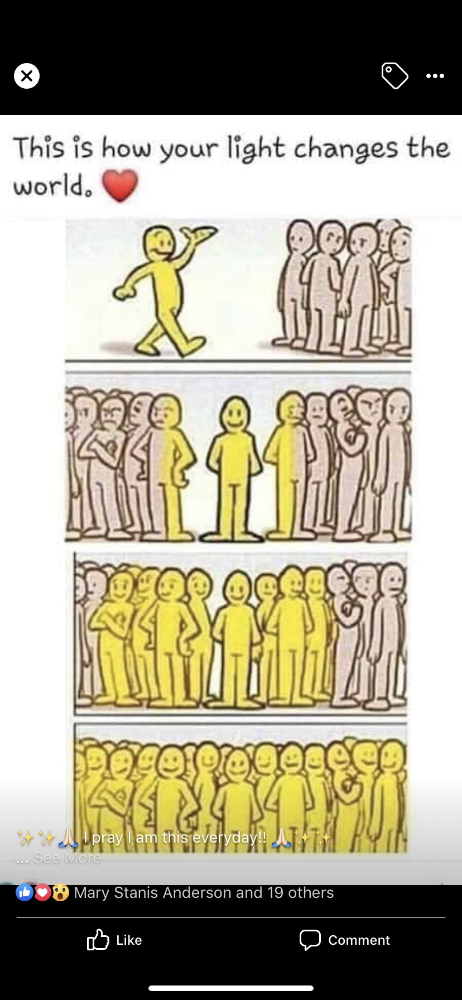 This is how your light changes the
world. ❤️
✨✨🙏🏻 I pray I am this everyday!! 🙏🏻✨✨
... See More
Mary Stanis Anderson and 19 others
Like
Comment